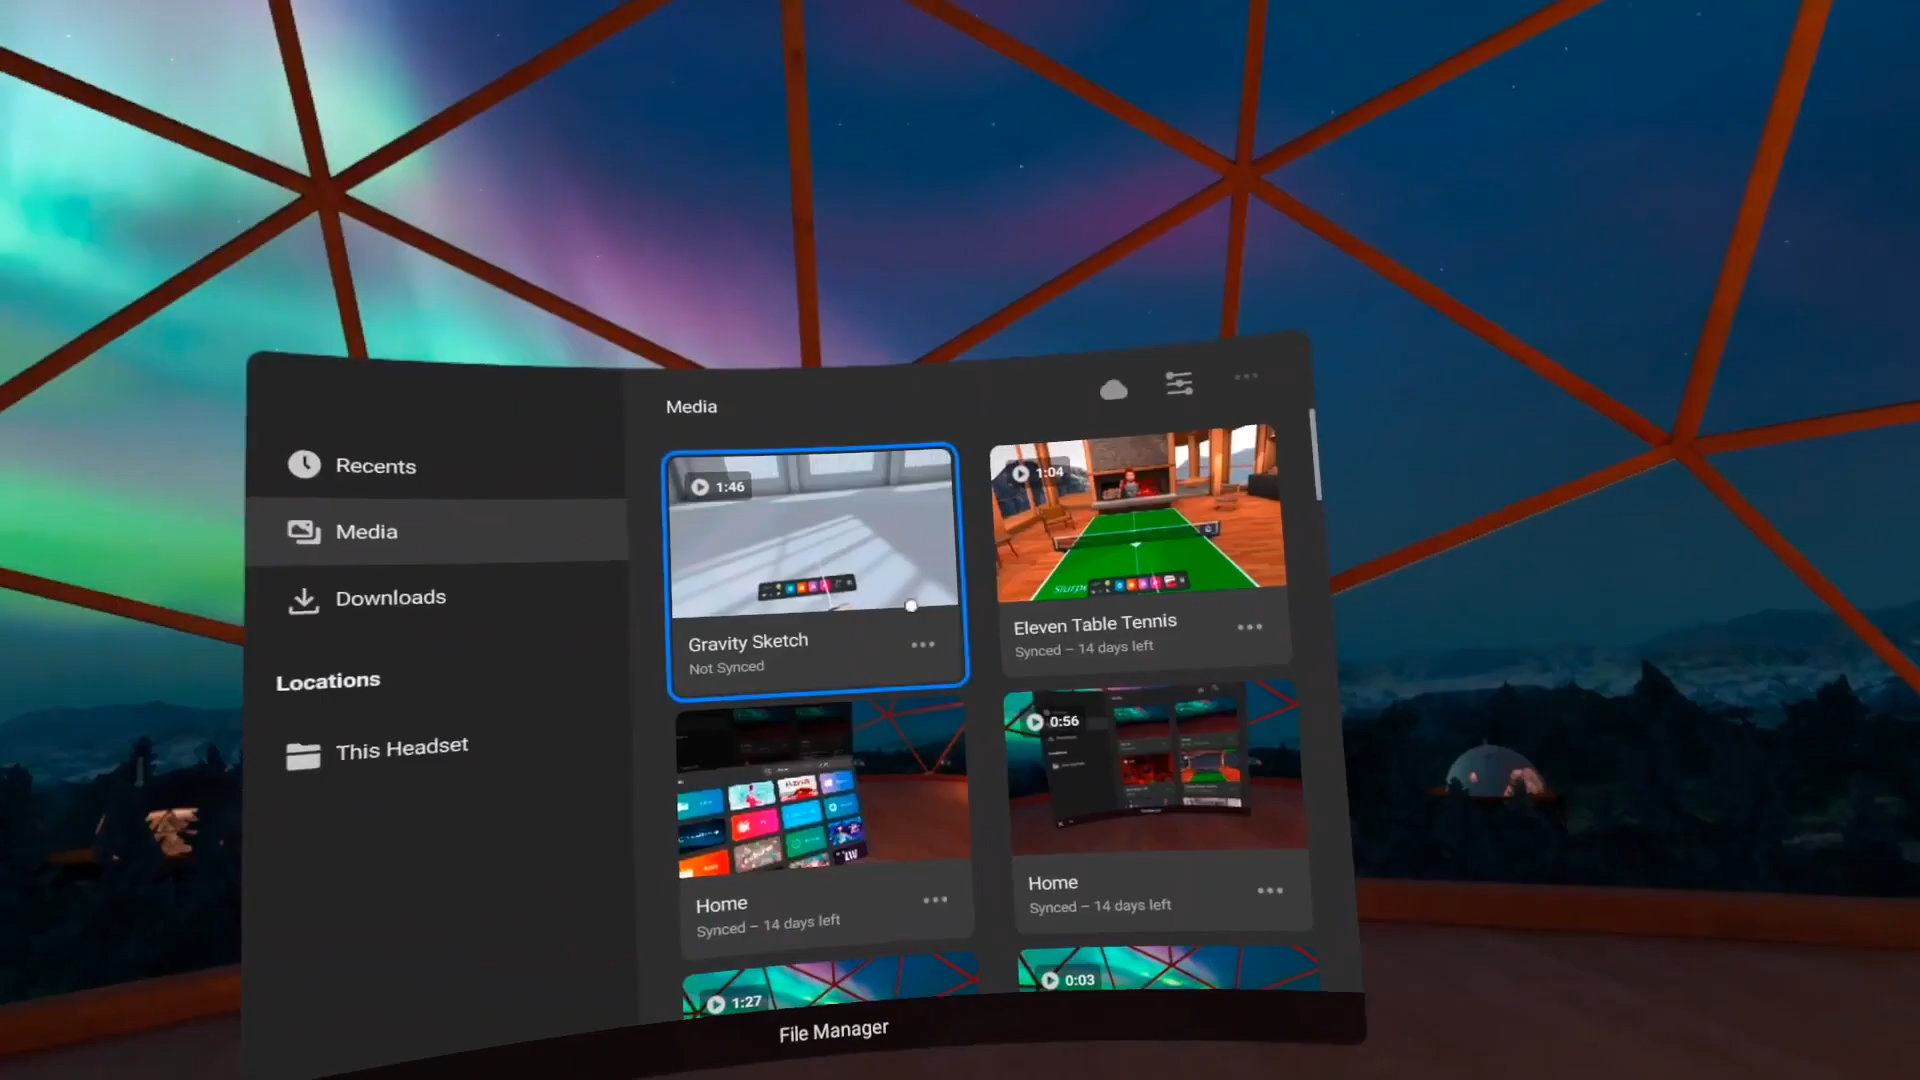 Media
Recents
Media
Downloads
Locations
This Headset
1:46
Gravity Sketch
Not Synced
1:04
Eleven Table Tennis
Synced – 14 days left
Home
Synced – 14 days left
0:56
Home
Synced – 14 days left
1:27
0:03
File Manager